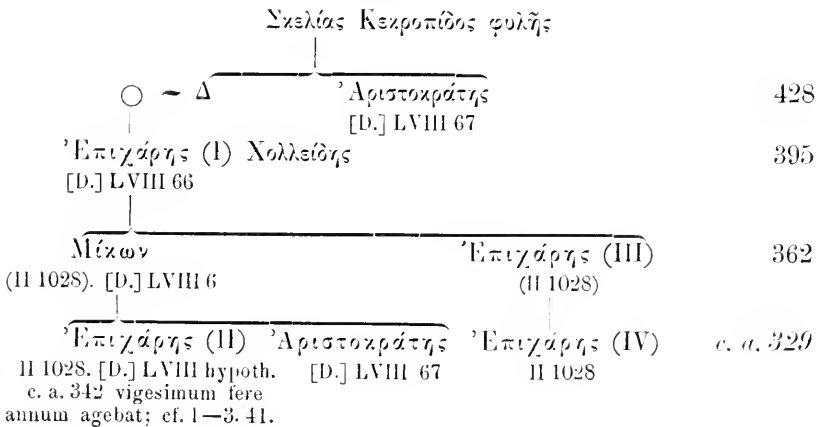 Σκελίας Κεκροπίδος φυλῆς
○ ~ Δ Ἀριστοκράτης 428
[D.] LVIII 67
Ἐπιχάρης (I) Χολλείδης 395
[D.] LVIII 66
Μίκων Ἐπιχάρης (III) 362
(II 1028). [D.] LVIII 6 (II 1028)
Ἐπιχάρης (II) Ἀριστοκράτης Ἐπιχάρης (IV) c. a. 329
II 1028. [D.] LVIII hypoth. [D.] LVIII 67 II 1028
c. a. 342 vigesimum fere
annum agebat; cf. 1—3. 41.